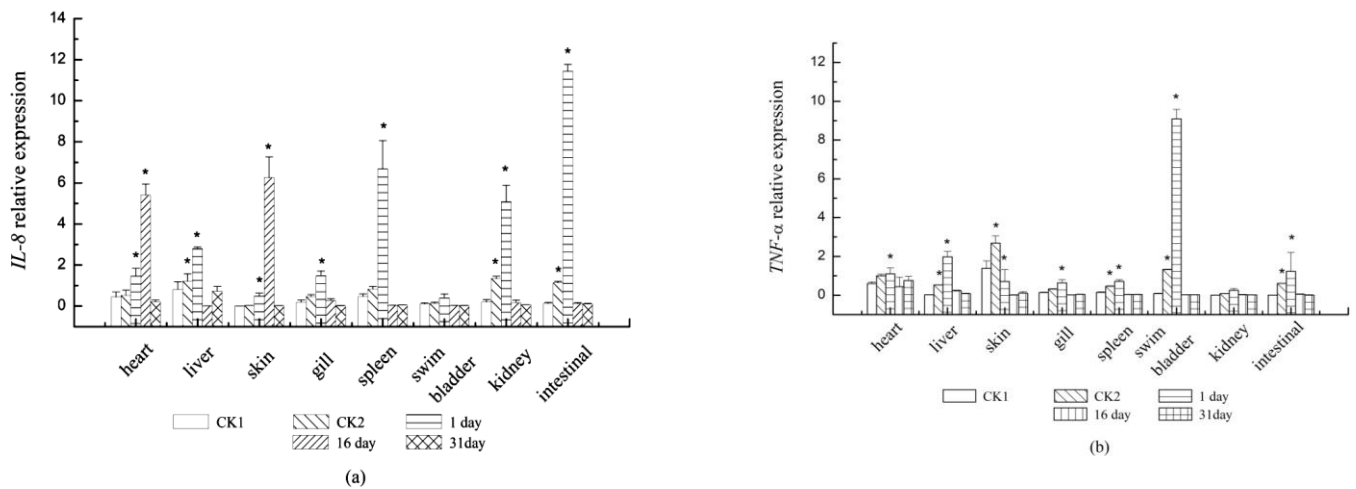 14
12
10
8
6
4
2
0
IL-8 relative expression
* * * * * * * * * * * *
heart liver skin gill spleen swim bladder kidney intestinal
CK1 CK2 1 day
16 day 31day
(a)
12
10
8
6
4
2
0
TNF-α relative expression
* * * * * * * * * * * *
heart liver skin gill spleen swim bladder kidney intestinal
CK1 CK2 1 day
16 day 31 day
(b)